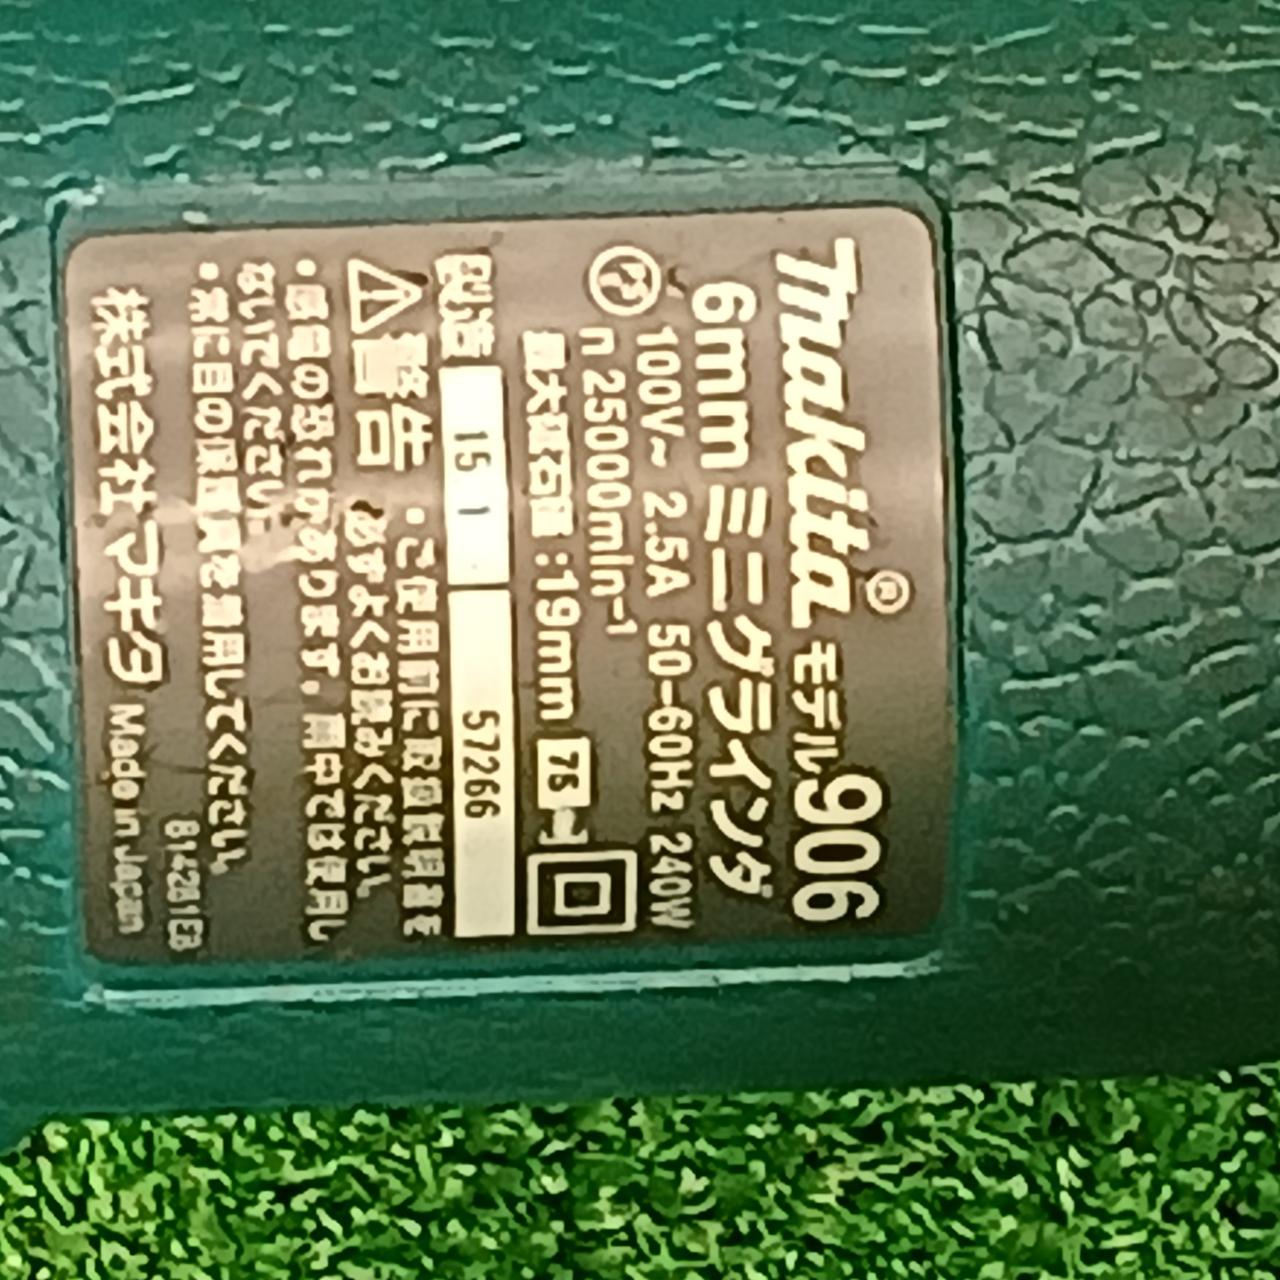 makita® モデル 906
6mm ミニグラインダ
100V~ 2.5A 50-60Hz 240W
n 25000min⁻¹
最大砥石径:19mm
製造 15 1 57266
⚠警告 ・ご使用前に取扱説明書を
必ずよくお読みください。
・感電の恐れがあります。雨中では使用し
ないでください。
・常に目の保護具を着用してください。
814281E8
株式会社マキタ Made in Japan